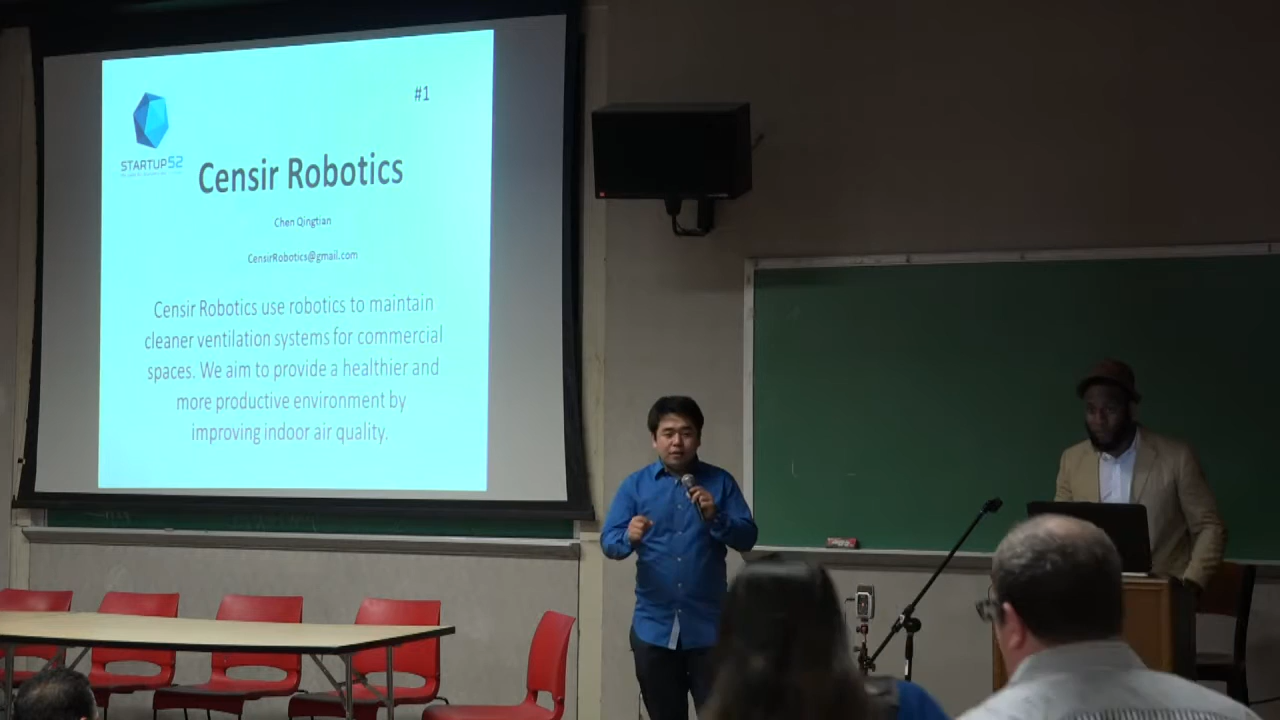 #1
STARTUP52
Censir Robotics
Chen Qingtian
CensirRobotics@gmail.com
Censir Robotics use robotics to maintain
cleaner ventilation systems for commercial
spaces. We aim to provide a healthier and
more productive environment by
improving indoor air quality.